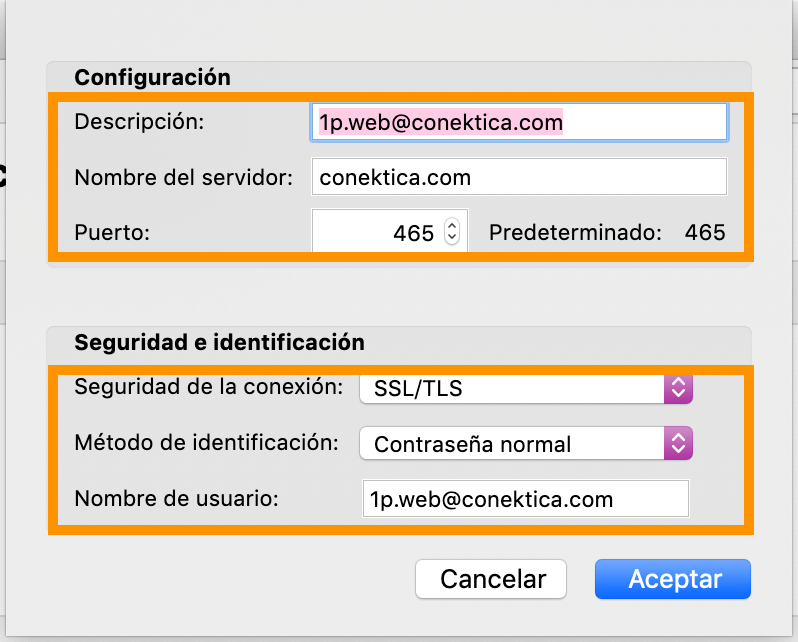 Configuración
Descripción: 1p.web@conektica.com
Nombre del servidor: conektica.com
Puerto: 465 Predeterminado: 465
Seguridad e identificación
Seguridad de la conexión: SSL/TLS
Método de identificación: Contraseña normal
Nombre de usuario: 1p.web@conektica.com
Cancelar Aceptar